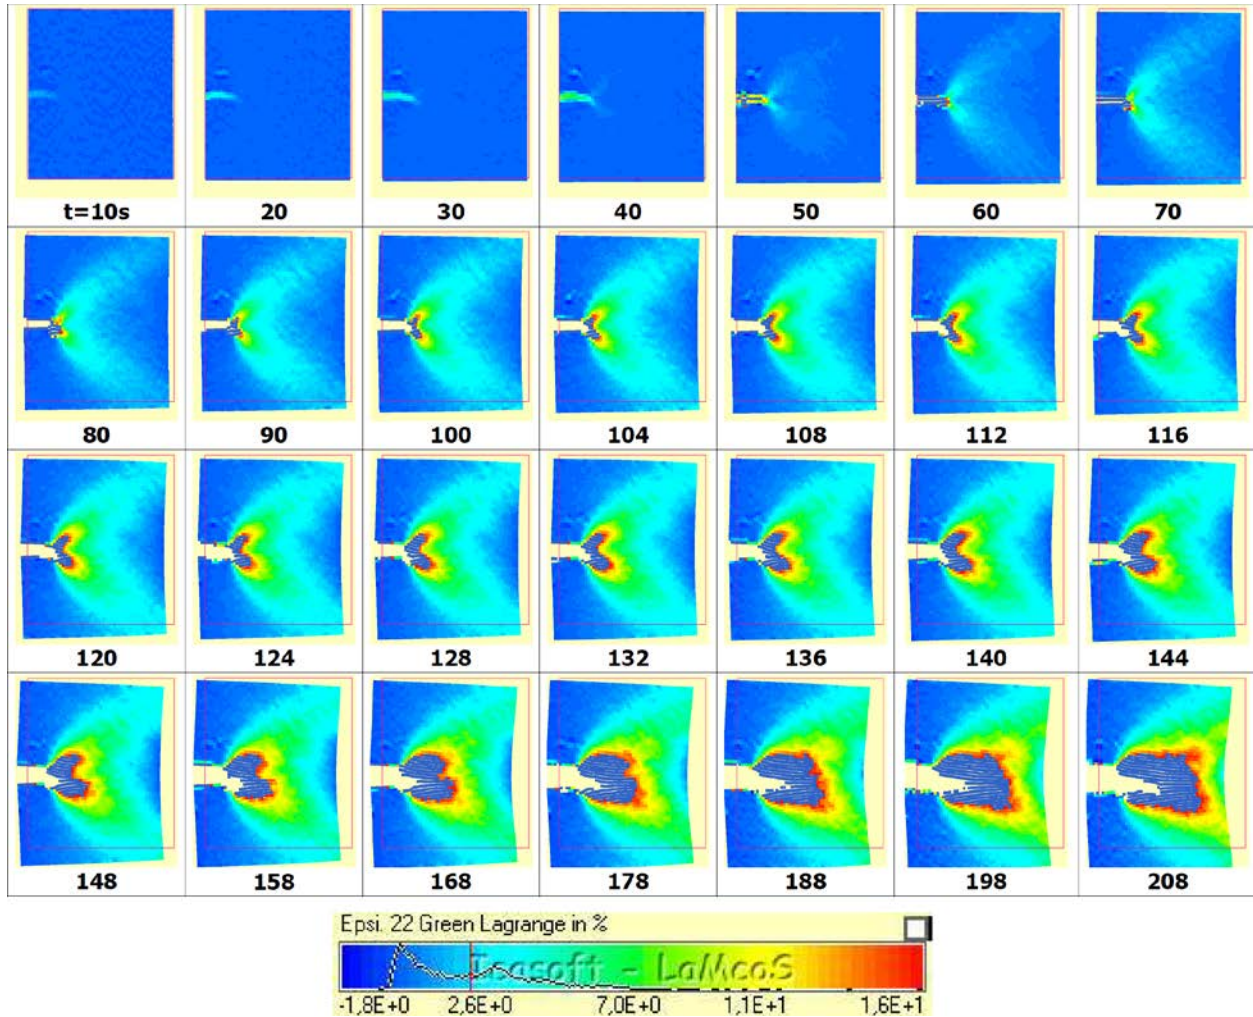 t=10s 20 30 40 50 60 70
80 90 100 104 108 112 116
120 124 128 132 136 140 144
148 158 168 178 188 198 208
Epsi. 22 Green Lagrange in %
Icasoft - LaMcoS
-1,8E+0 2,6E+0 7,0E+0 1,1E+1 1,6E+1